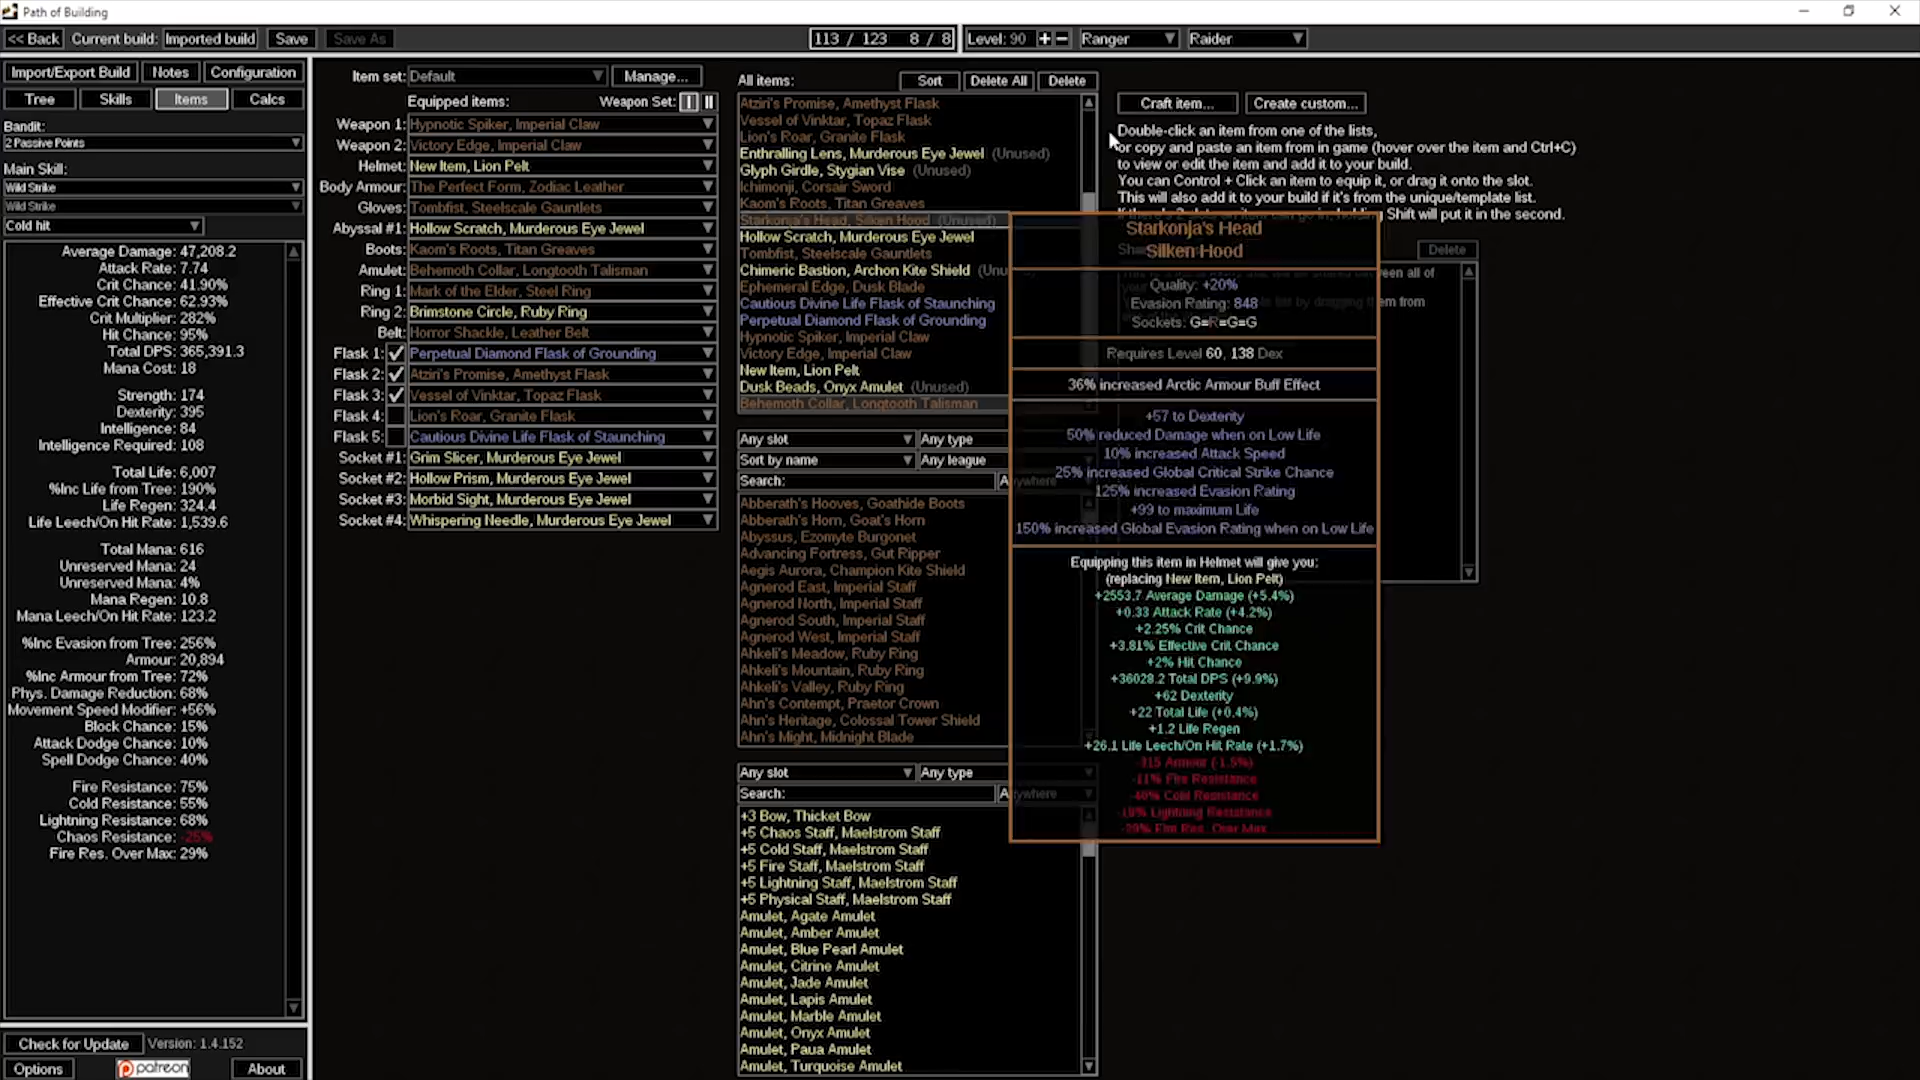 Path of Building
<< Back
Current build:
Imported build
Save
Save As
113 / 123   8 / 8
Level: 90
+
−
Ranger
Raider
Import/Export Build
Notes
Configuration
Tree
Skills
Items
Calcs
Bandit:
2 Passive Points
Main Skill:
Wild Strike
Wild Strike
Cold hit
Average Damage: 47,208.2
Attack Rate: 7.74
Crit Chance: 41.90%
Effective Crit Chance: 62.93%
Crit Multiplier: 282%
Hit Chance: 95%
Total DPS: 365,391.3
Mana Cost: 18
Strength: 174
Dexterity: 395
Intelligence: 84
Intelligence Required: 108
Total Life: 6,007
%Inc Life from Tree: 190%
Life Regen: 324.4
Life Leech/On Hit Rate: 1,539.6
Total Mana: 616
Unreserved Mana: 24
Unreserved Mana: 4%
Mana Regen: 10.8
Mana Leech/On Hit Rate: 123.2
%Inc Evasion from Tree: 256%
Armour: 20,894
%Inc Armour from Tree: 72%
Phys. Damage Reduction: 68%
Movement Speed Modifier: +56%
Block Chance: 15%
Attack Dodge Chance: 10%
Spell Dodge Chance: 40%
Fire Resistance: 75%
Cold Resistance: 55%
Lightning Resistance: 68%
Chaos Resistance: -25%
Fire Res. Over Max: 29%
Check for Update
Version: 1.4.152
Options
patreon
About
Item set:
Default
Manage...
Equipped items:
Weapon Set:
I
II
Weapon 1: Hypnotic Spiker, Imperial Claw
Weapon 2: Victory Edge, Imperial Claw
Helmet: New Item, Lion Pelt
Body Armour: The Perfect Form, Zodiac Leather
Gloves: Tombfist, Steelscale Gauntlets
Abyssal #1: Hollow Scratch, Murderous Eye Jewel
Boots: Kaom's Roots, Titan Greaves
Amulet: Behemoth Collar, Longtooth Talisman
Ring 1: Mark of the Elder, Steel Ring
Ring 2: Brimstone Circle, Ruby Ring
Belt: Horror Shackle, Leather Belt
Flask 1: Perpetual Diamond Flask of Grounding
Flask 2: Atziri's Promise, Amethyst Flask
Flask 3: Vessel of Vinktar, Topaz Flask
Flask 4: Lion's Roar, Granite Flask
Flask 5: Cautious Divine Life Flask of Staunching
Socket #1: Grim Slicer, Murderous Eye Jewel
Socket #2: Hollow Prism, Murderous Eye Jewel
Socket #3: Morbid Sight, Murderous Eye Jewel
Socket #4: Whispering Needle, Murderous Eye Jewel
All items:
Sort
Delete All
Delete
Atziri's Promise, Amethyst Flask
Vessel of Vinktar, Topaz Flask
Lion's Roar, Granite Flask
Enthralling Lens, Murderous Eye Jewel (Unused)
Glyph Girdle, Stygian Vise (Unused)
Ichimonji, Corsair Sword
Kaom's Roots, Titan Greaves
Starkonja's Head, Silken Hood (Unused)
Hollow Scratch, Murderous Eye Jewel
Tombfist, Steelscale Gauntlets
Chimeric Bastion, Archon Kite Shield (Unu
Ephemeral Edge, Dusk Blade
Cautious Divine Life Flask of Staunching
Perpetual Diamond Flask of Grounding
Hypnotic Spiker, Imperial Claw
Victory Edge, Imperial Claw
New Item, Lion Pelt
Dusk Beads, Onyx Amulet (Unused)
Behemoth Collar, Longtooth Talisman
Any slot
Any type
Sort by name
Any league
Search:
Anywhere
Abberath's Hooves, Goathide Boots
Abberath's Horn, Goat's Horn
Abyssus, Ezomyte Burgonet
Advancing Fortress, Gut Ripper
Aegis Aurora, Champion Kite Shield
Agnerod East, Imperial Staff
Agnerod North, Imperial Staff
Agnerod South, Imperial Staff
Agnerod West, Imperial Staff
Ahkeli's Meadow, Ruby Ring
Ahkeli's Mountain, Ruby Ring
Ahkeli's Valley, Ruby Ring
Ahn's Contempt, Praetor Crown
Ahn's Heritage, Colossal Tower Shield
Ahn's Might, Midnight Blade
Any slot
Any type
Search:
Anywhere
+3 Bow, Thicket Bow
+5 Chaos Staff, Maelstrom Staff
+5 Cold Staff, Maelstrom Staff
+5 Fire Staff, Maelstrom Staff
+5 Lightning Staff, Maelstrom Staff
+5 Physical Staff, Maelstrom Staff
Amulet, Agate Amulet
Amulet, Amber Amulet
Amulet, Blue Pearl Amulet
Amulet, Citrine Amulet
Amulet, Jade Amulet
Amulet, Lapis Amulet
Amulet, Marble Amulet
Amulet, Onyx Amulet
Amulet, Paua Amulet
Amulet, Turquoise Amulet
Craft item...
Create custom...
Double-click an item from one of the lists,
or copy and paste an item from in game (hover over the item and Ctrl+C)
to view or edit the item and add it to your build.
You can Control + Click an item to equip it, or drag it onto the slot.
This will also add it to your build if it's from the unique/template list.
Shift will put it in the second.
Delete
Starkonja's Head
Silken Hood
Quality: +20%
Evasion Rating: 848
Sockets: G=R=G=G
Requires Level 60, 138 Dex
36% increased Arctic Armour Buff Effect
+57 to Dexterity
50% reduced Damage when on Low Life
10% increased Attack Speed
25% increased Global Critical Strike Chance
125% increased Evasion Rating
+99 to maximum Life
150% increased Global Evasion Rating when on Low Life
Equipping this item in Helmet will give you:
(replacing New Item, Lion Pelt)
+2553.7 Average Damage (+5.4%)
+0.33 Attack Rate (+4.2%)
+2.25% Crit Chance
+3.81% Effective Crit Chance
+2% Hit Chance
+36028.2 Total DPS (+9.9%)
+62 Dexterity
+22 Total Life (+0.4%)
+1.2 Life Regen
+26.1 Life Leech/On Hit Rate (+1.7%)
-315 Armour (-1.5%)
-11% Fire Resistance
-40% Cold Resistance
Lightning Resistance
-29% Fire Res. Over Max